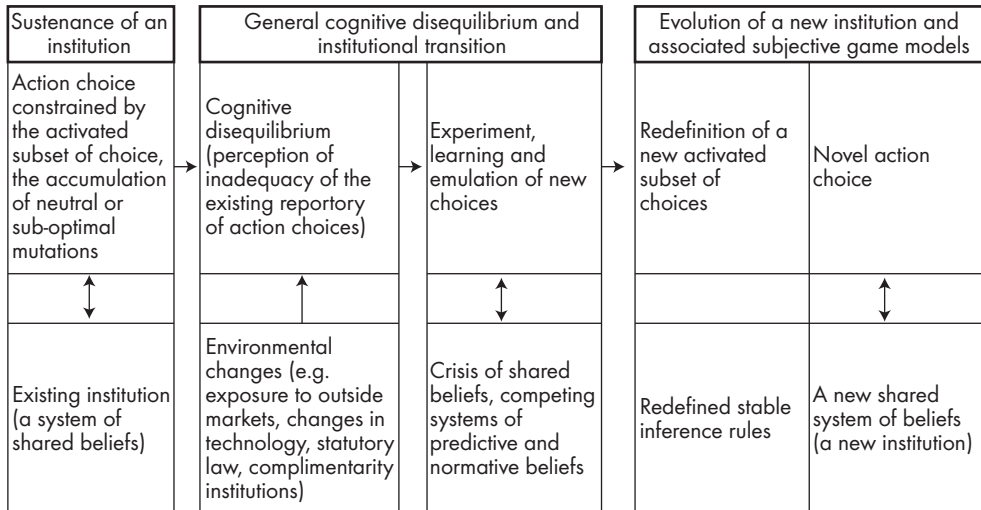 Sustenance of an
institution
General cognitive disequilibrium and
institutional transition
Evolution of a new institution and
associated subjective game models
Action choice
constrained by
the activated
subset of choice,
the accumulation
of neutral or
sub-optimal
mutations
Cognitive
disequilibrium
(perception of
inadequacy of the
existing reportory
of action choices)
Experiment,
learning and
emulation of new
choices
Redefinition of a
new activated
subset of
choices
Novel action
choice
Existing institution
(a system of
shared beliefs)
Environmental
changes (e.g.
exposure to outside
markets, changes in
technology, statutory
law, complimentarity
institutions)
Crisis of shared
beliefs, competing
systems of
predictive and
normative beliefs
Redefined stable
inference rules
A new shared
system of beliefs
(a new institution)